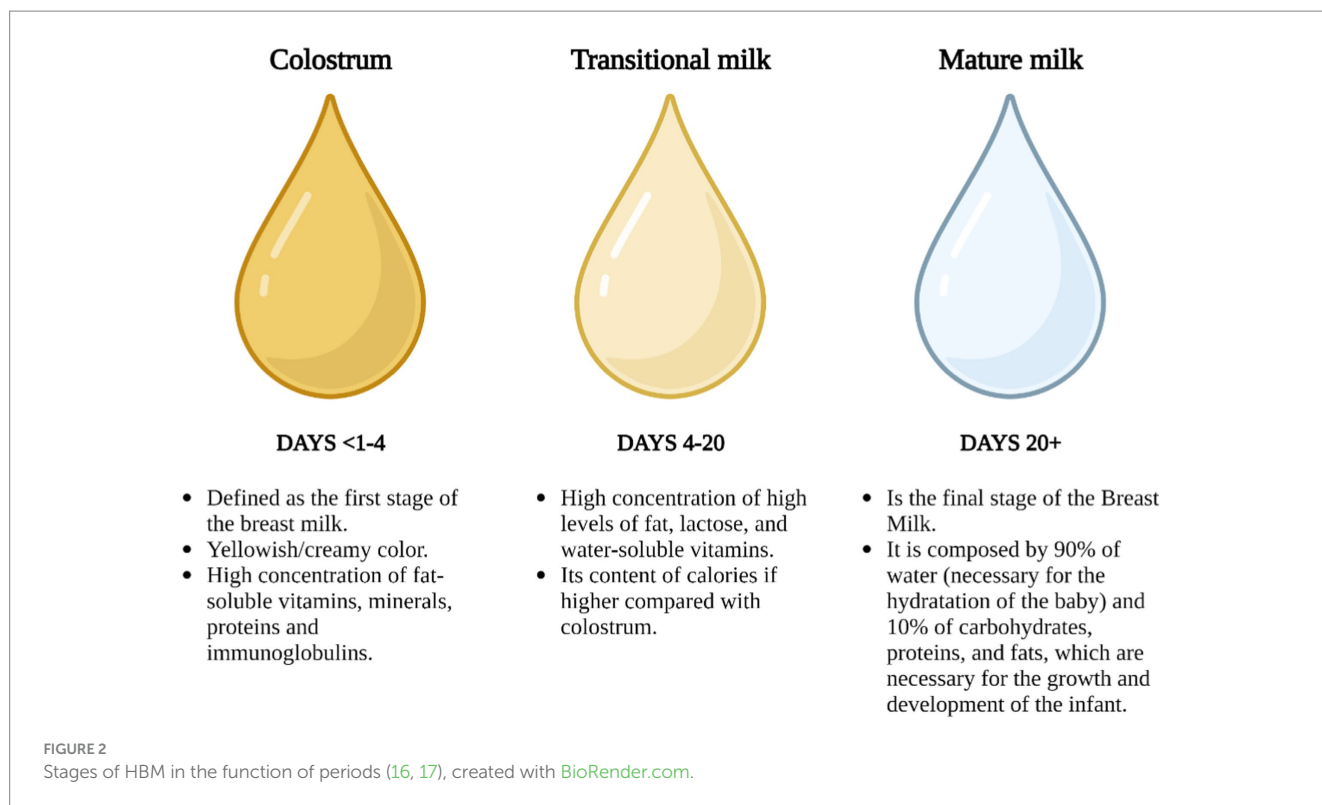 Colostrum
DAYS <1-4
• Defined as the first stage of
the breast milk.
• Yellowish/creamy color.
• High concentration of fat-
soluble vitamins, minerals,
proteins and
immunoglobulins.
Transitional milk
DAYS 4-20
• High concentration of high
levels of fat, lactose, and
water-soluble vitamins.
• Its content of calories if
higher compared with
colostrum.
Mature milk
DAYS 20+
• Is the final stage of the Breast
Milk.
• It is composed by 90% of
water (necessary for the
hydratation of the baby) and
10% of carbohydrates,
proteins, and fats, which are
necessary for the growth and
development of the infant.
FIGURE 2
Stages of HBM in the function of periods (16, 17), created with BioRender.com.